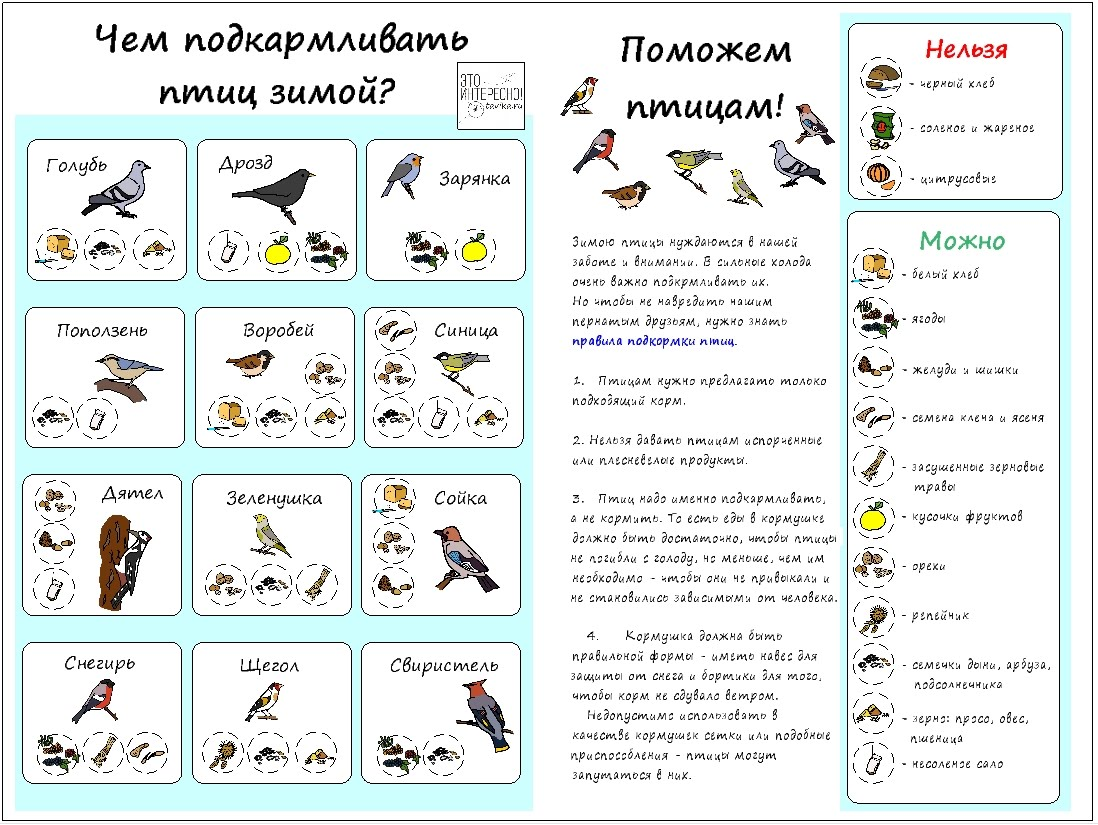 Чем подкармливать
птиц зимой?
ЭТО
ИНТЕРЕСНО!
tevike.ru
Голубь
Дрозд
Зарянка
Поползень
Воробей
Синица
Дятел
Зеленушка
Сойка
Снегирь
Щегол
Свиристель
Поможем
птицам!
Зимою птицы нуждаются в нашей
заботе и внимании. В сильные холода
очень важно подкрмливать их.
Но чтобы не навредить нашим
пернатым друзьям, нужно знать
правила подкормки птиц.
1. Птицам нужно предлагать только
подходящий корм.
2. Нельзя давать птицам испорченные
или плесневелые продукты.
3. Птиц надо именно подкармливать,
а не кормить. То есть еды в кормушке
должно быть достаточно, чтобы птицы
не погибли с голоду, но меньше, чем им
необходимо - чтобы они не привыкали и
не становились зависимыми от человека.
4. Кормушка должна быть
правильной формы - иметь навес для
защиты от снега и бортики для того,
чтобы корм не сдувало ветром.
Недопустимо использовать в
качестве кормушек сетки или подобные
приспособления - птицы могут
запутаться в них.
Нельзя
- черный хлеб
- соленое и жареное
- цитрусовые
Можно
- белый хлеб
- ягоды
- желуди и шишки
- семена клена и ясеня
- засушенные зерновые
травы
- кусочки фруктов
- орехи
- репейник
- семечки дыни, арбуза,
подсолнечника
- зерно: просо, овес,
пшеница
- несоленое сало